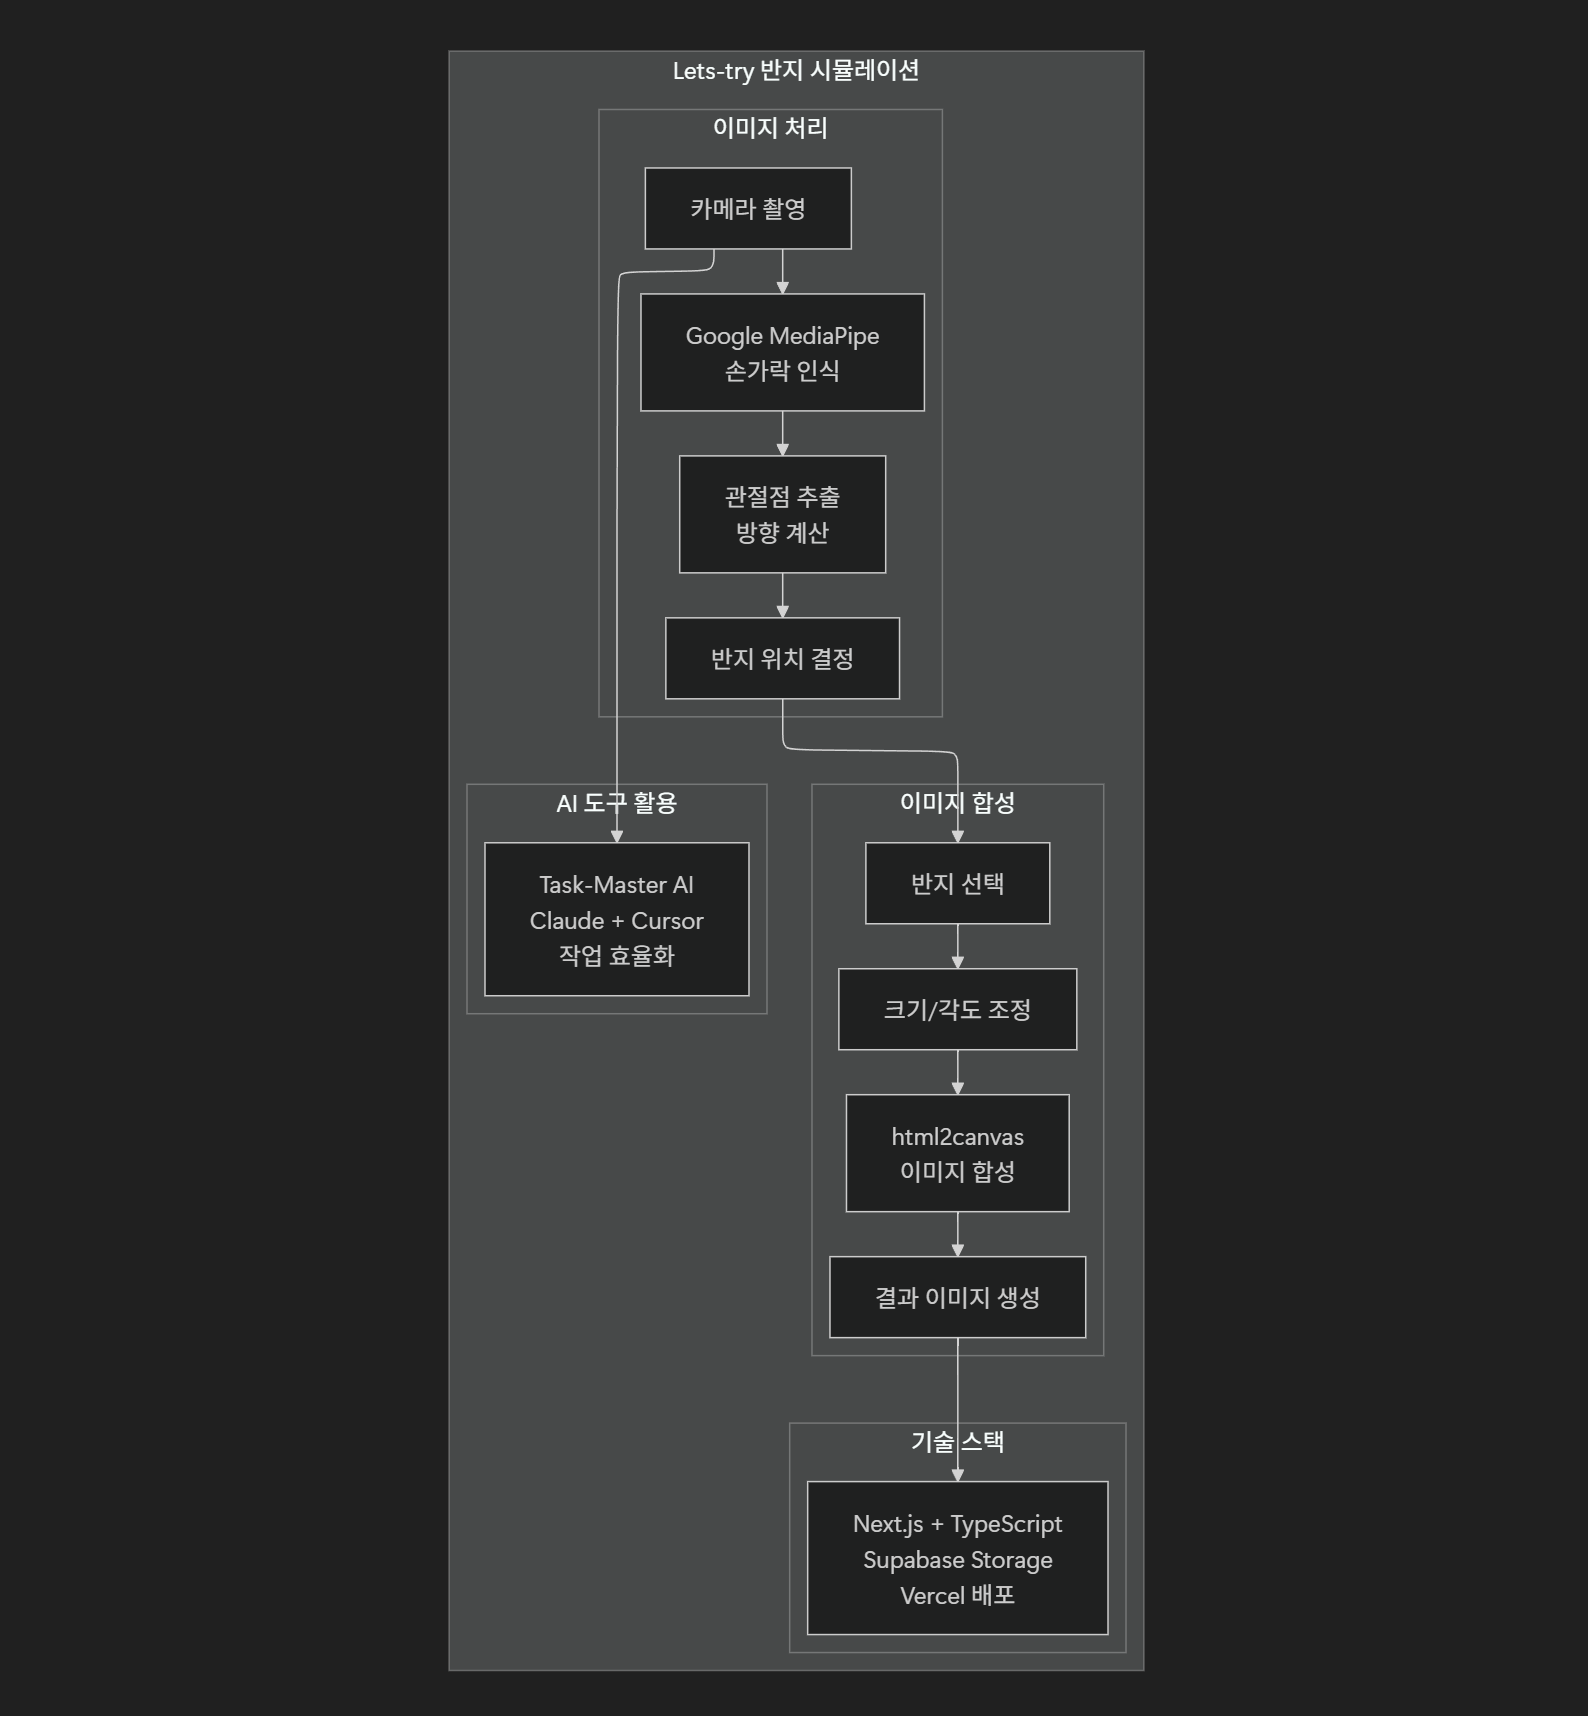 Lets-try 반지 시뮬레이션
이미지 처리
카메라 촬영
Google MediaPipe
손가락 인식
관절점 추출
방향 계산
반지 위치 결정
AI 도구 활용
Task-Master AI
Claude + Cursor
작업 효율화
이미지 합성
반지 선택
크기/각도 조정
html2canvas
이미지 합성
결과 이미지 생성
기술 스택
Next.js + TypeScript
Supabase Storage
Vercel 배포